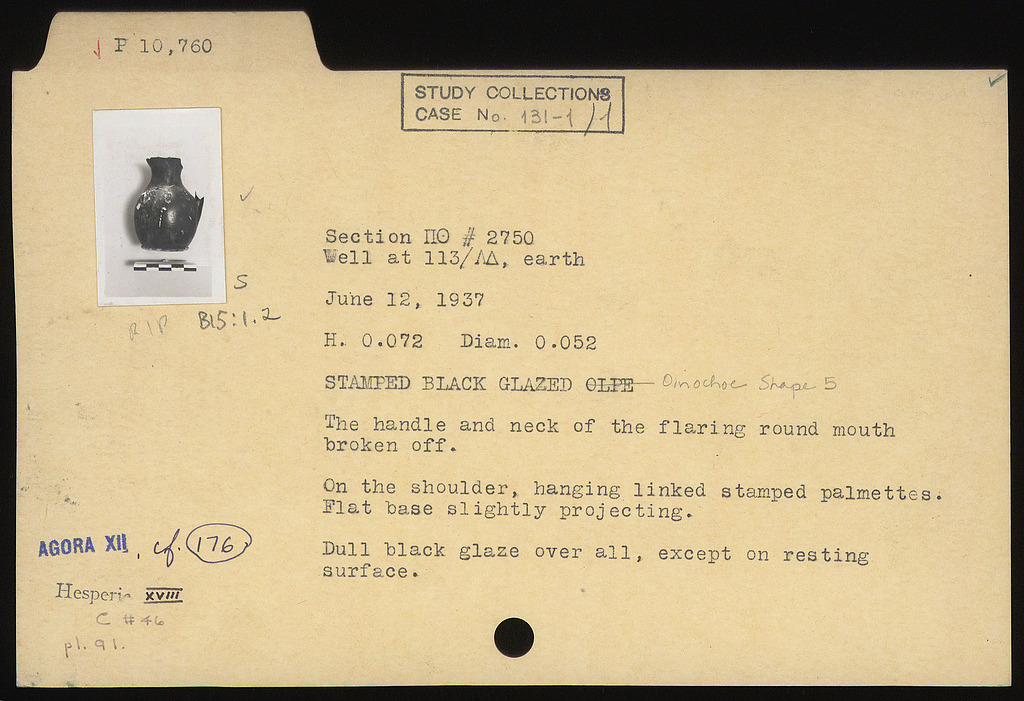 P 10,760
STUDY COLLECTIONS
CASE No. 131-1/1
Section ΠΘ # 2750
Well at 113/ΛΔ, earth
June 12, 1937
S
R I P B15:1.2
H. 0.072 Diam. 0.052
STAMPED BLACK GLAZED OLPE — Oinochoe Shape 5
The handle and neck of the flaring round mouth
broken off.
On the shoulder, hanging linked stamped palmettes.
Flat base slightly projecting.
Dull black glaze over all, except on resting
surface.
AGORA XII, cf. 176
Hesperia XVIII
C #46
pl. 91.